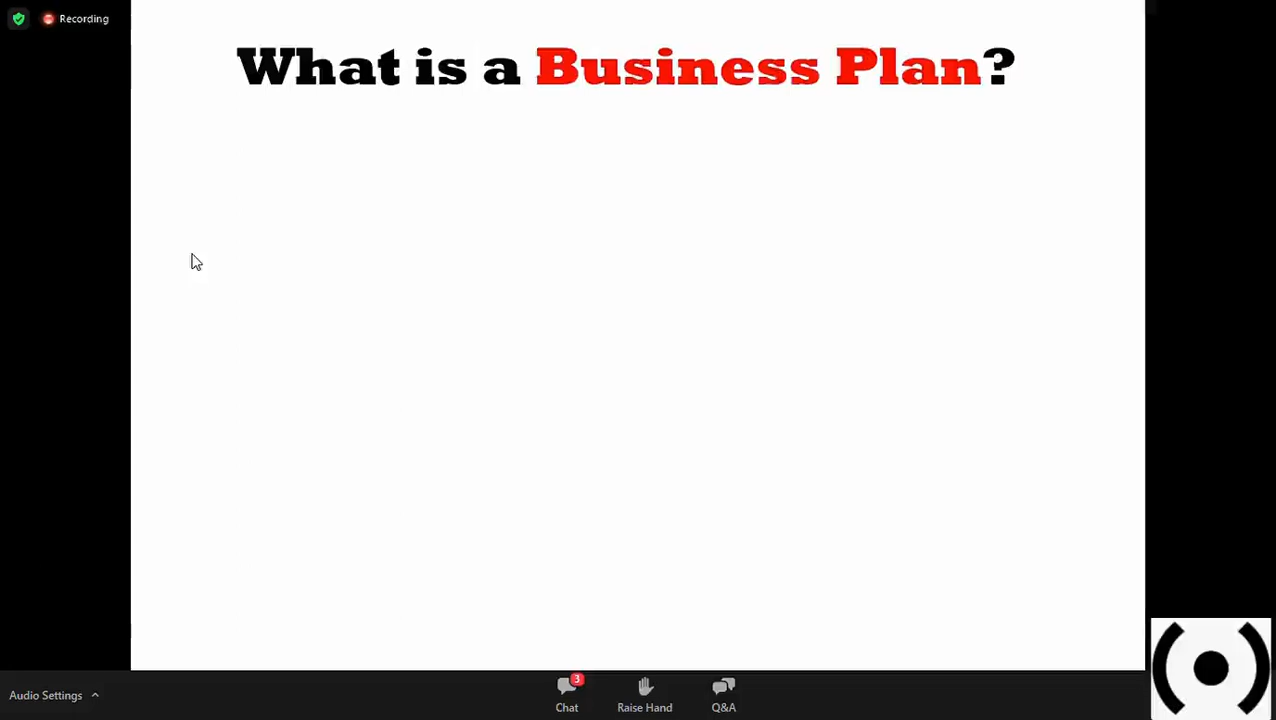 Recording
What is a Business Plan?
Audio Settings
3
Chat
Raise Hand
Q&A